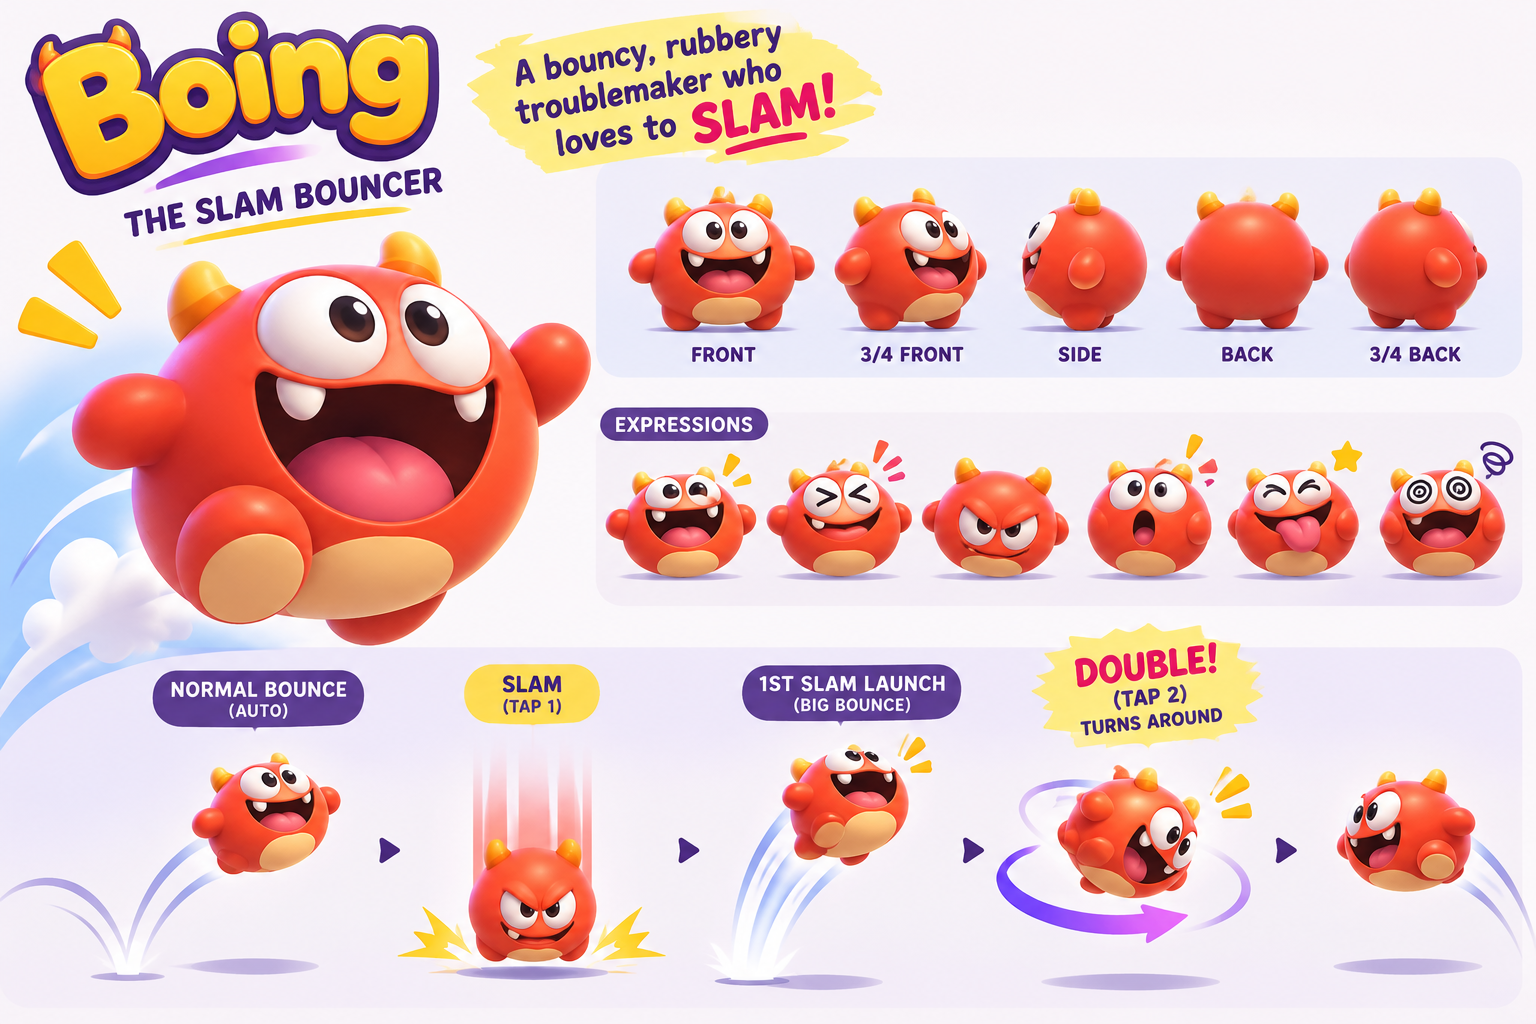 Boing
THE SLAM BOUNCER
A bouncy, rubbery
troublemaker who
loves to SLAM!
FRONT
3/4 FRONT
SIDE
BACK
3/4 BACK
EXPRESSIONS
NORMAL BOUNCE
(AUTO)
SLAM
(TAP 1)
1ST SLAM LAUNCH
(BIG BOUNCE)
DOUBLE!
(TAP 2)
TURNS AROUND